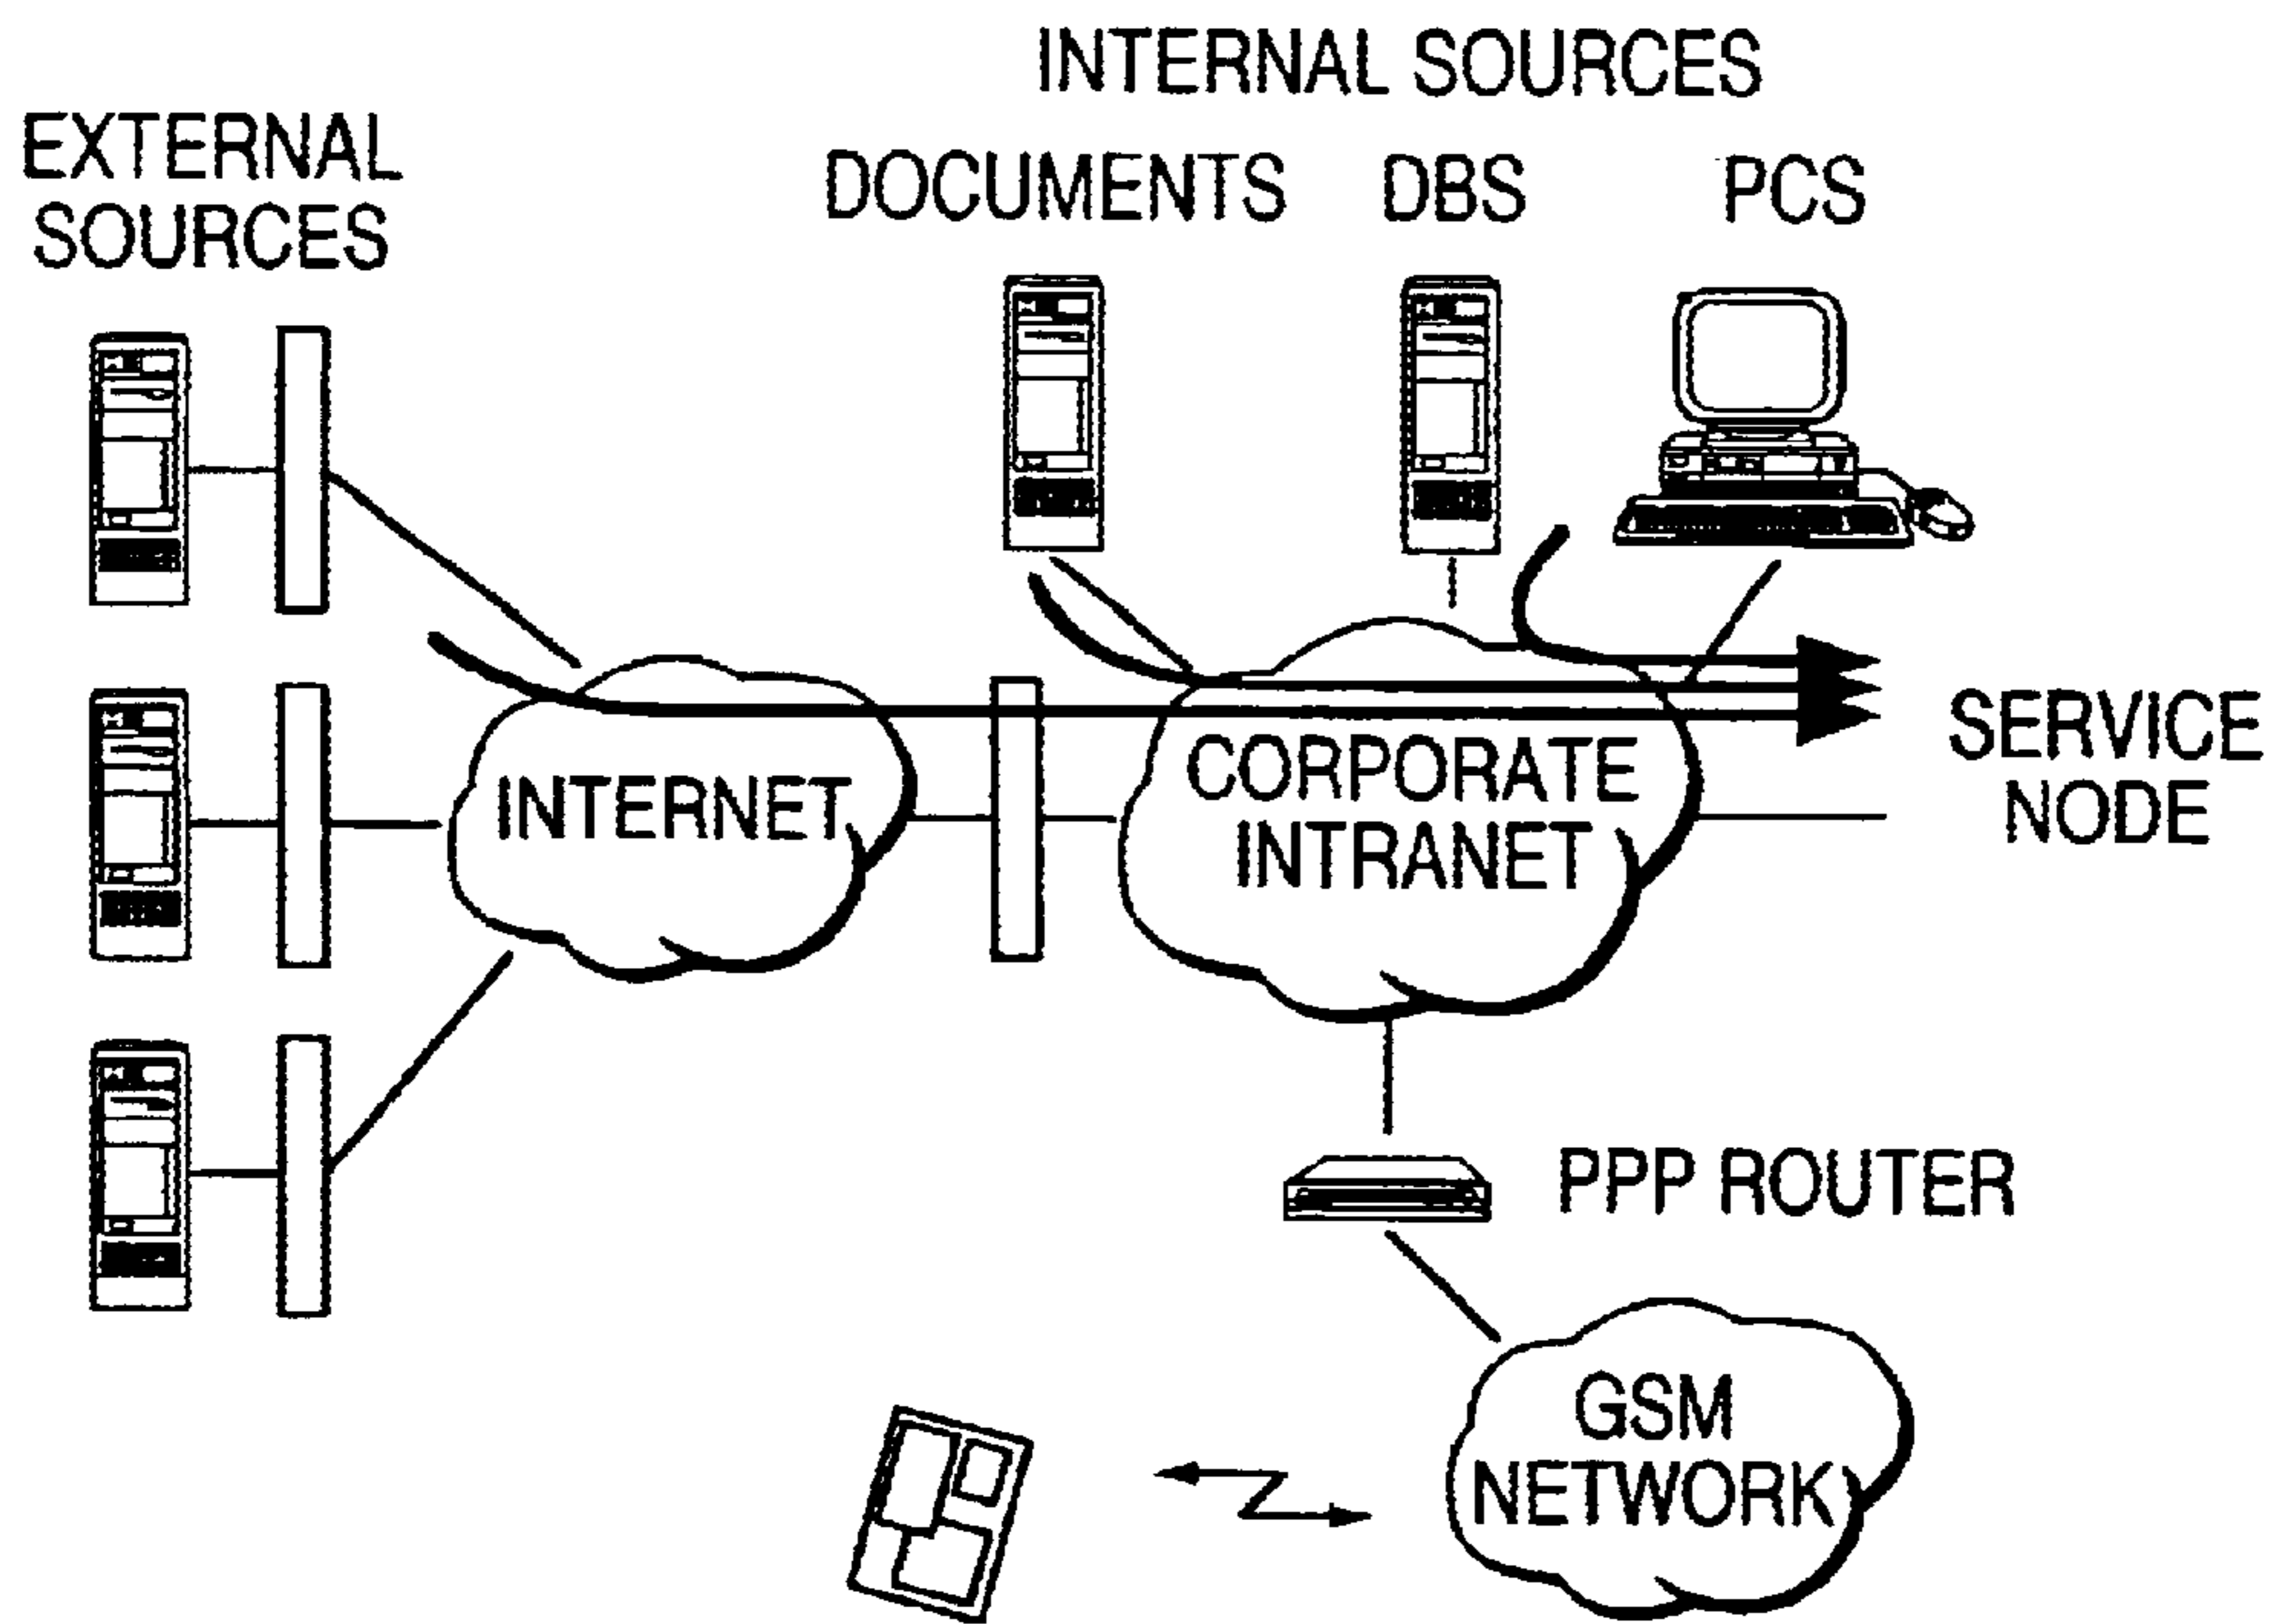 INTERNAL SOURCES
EXTERNAL
SOURCES
DOCUMENTS
DBS
PCS
INTERNET
CORPORATE
INTRANET
SERVICE
NODE
PPP ROUTER
GSM
NETWORK